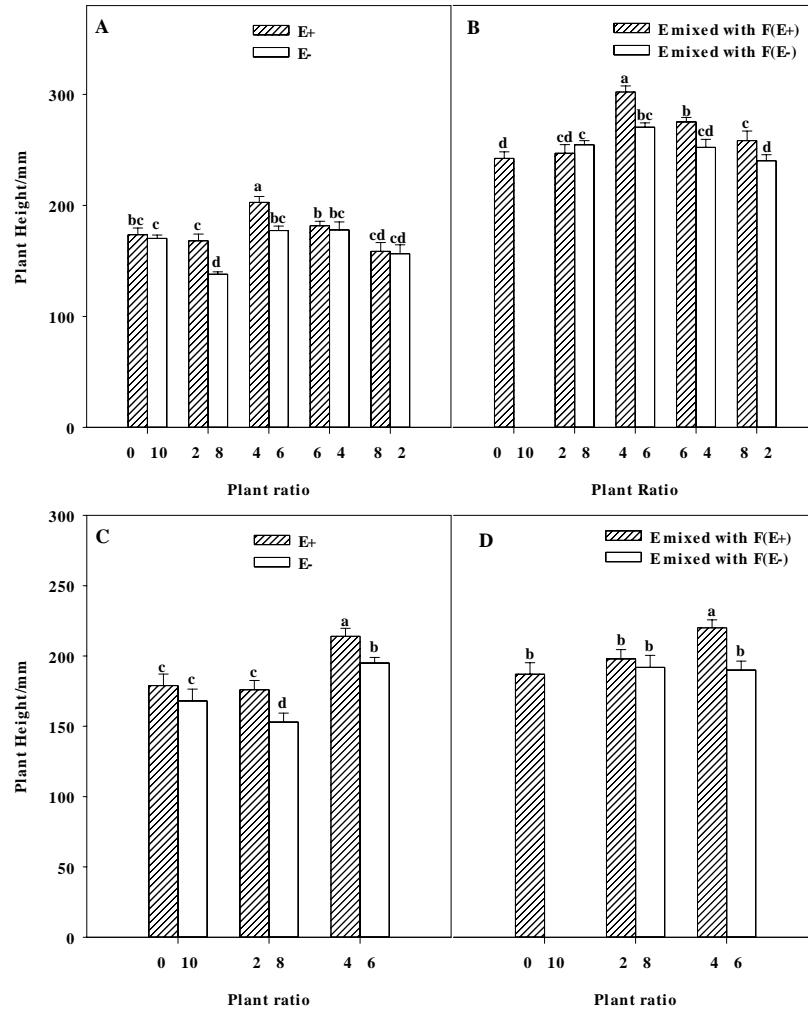 A
E+
E-
B
E mixed with F(E+)
E mixed with F(E-)
Plant Height/mm
300
200
100
0
bc c c d a bc b bc cd cd
d cd c a bc b cd c d
0 10 2 8 4 6 6 4 8 2
0 10 2 8 4 6 6 4 8 2
Plant ratio
Plant Ratio
C
E+
E-
D
E mixed with F(E+)
E mixed with F(E-)
Plant Height/mm
300
250
200
150
100
50
0
c c c d a b
b b b a b
0 10 2 8 4 6
0 10 2 8 4 6
Plant ratio
Plant ratio